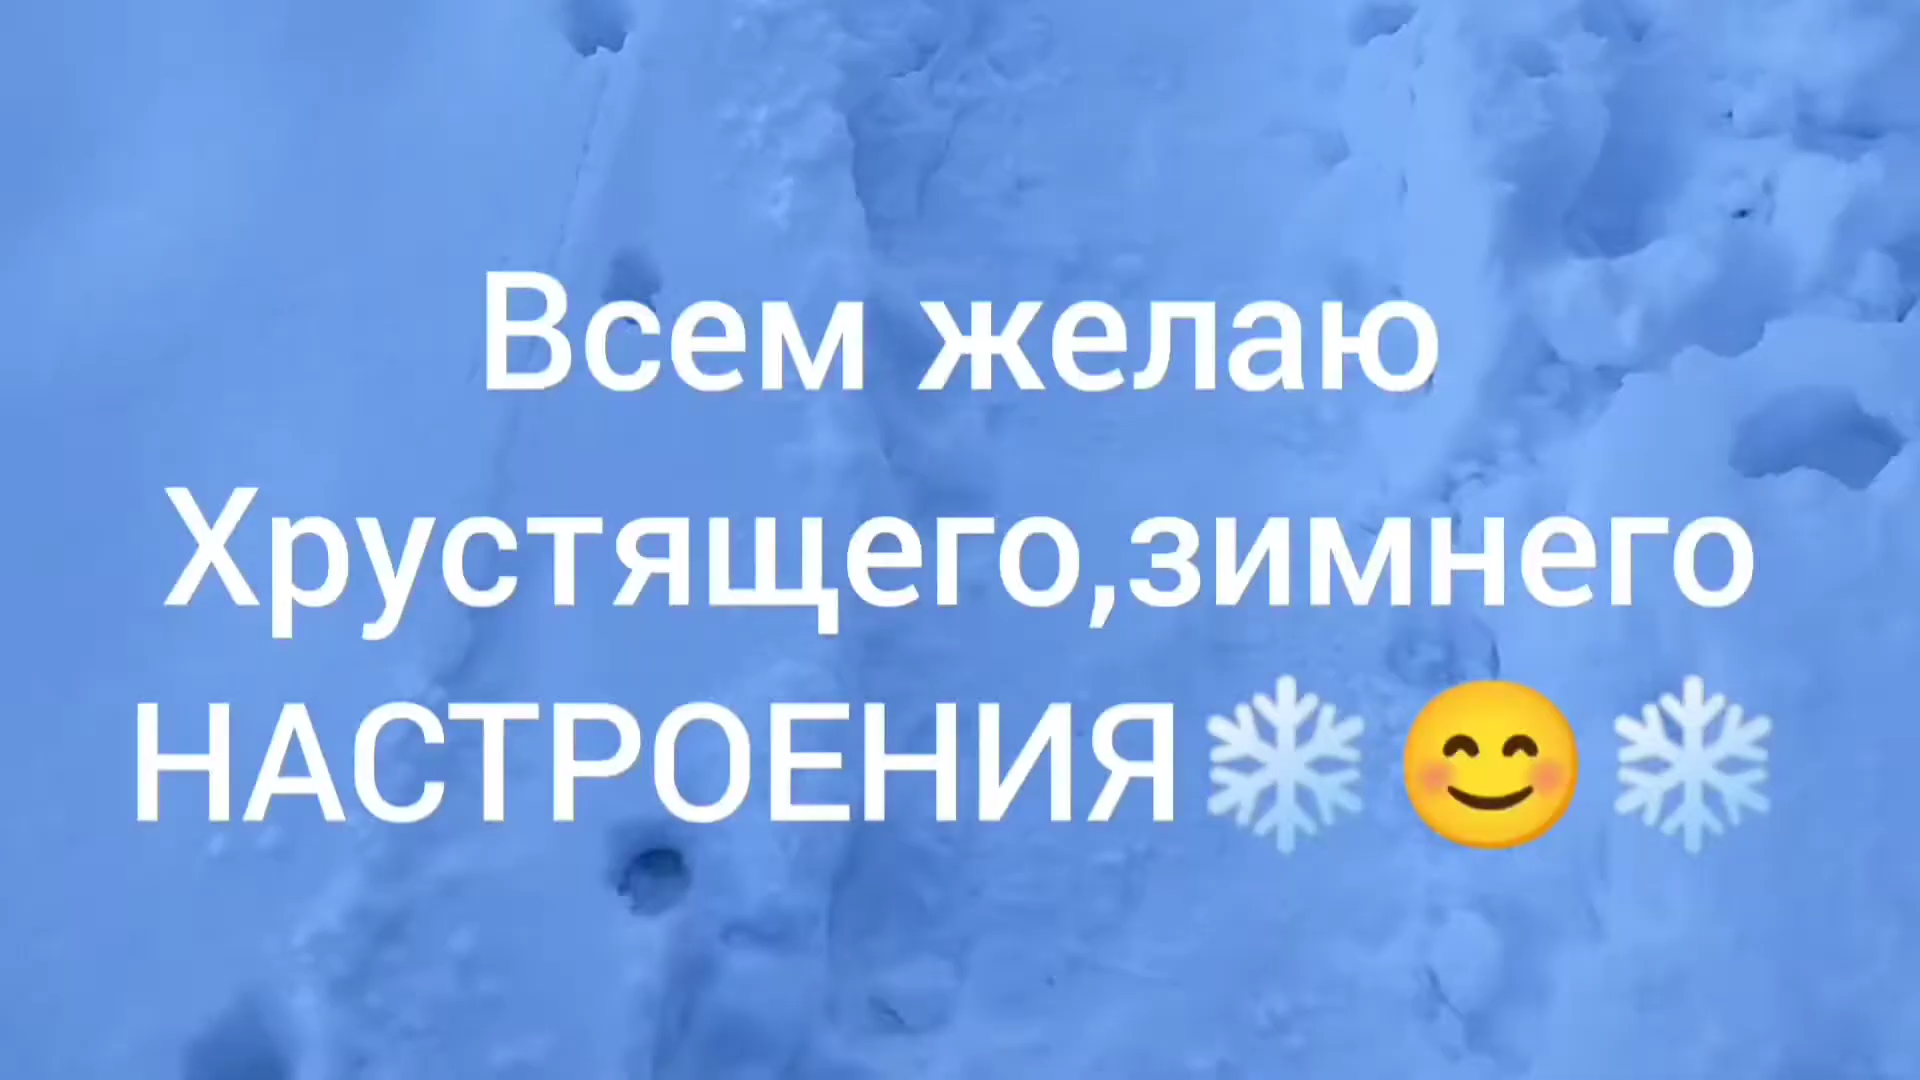 Всем желаю
Хрустящего,зимнего
НАСТРОЕНИЯ❄️😊❄️